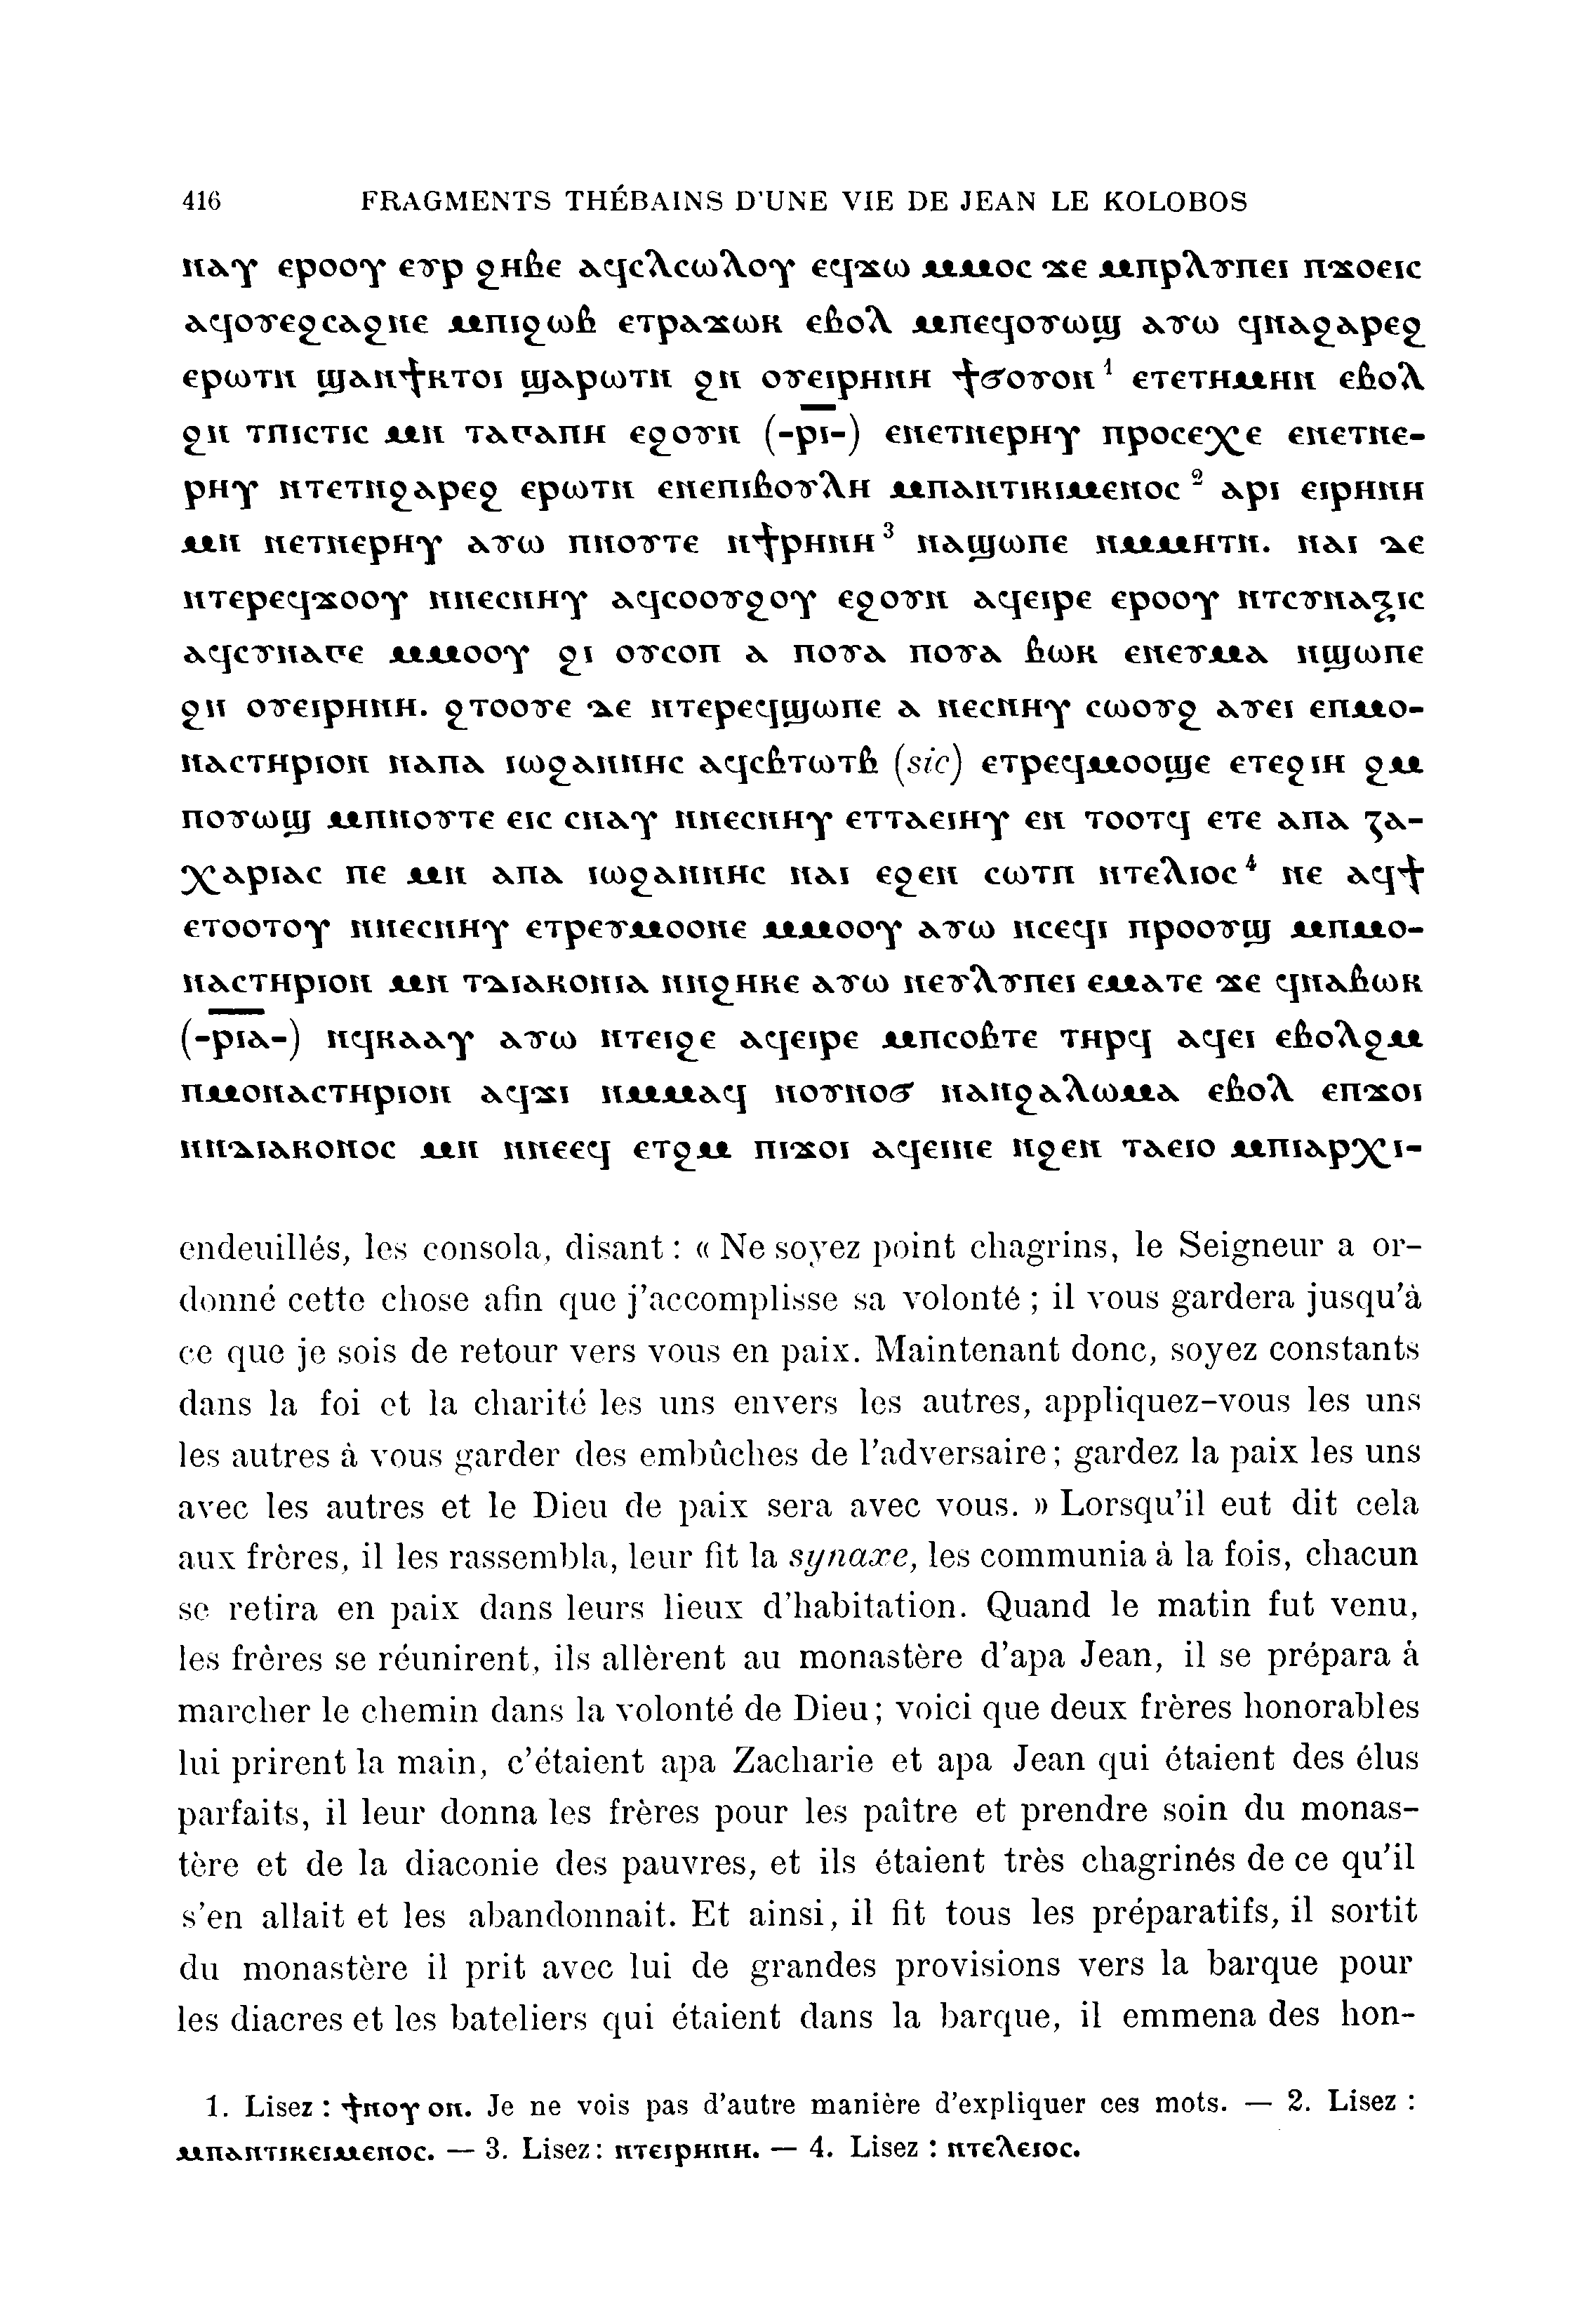 416 FRAGMENTS THÉBAINS D'UNE VIE DE JEAN LE KOLOBOS
ⲛⲁⲩ ⲉⲣⲟⲟⲩ ⲉⲩⲣ ϩⲏⲃⲉ ⲁϥⲥⲗⲥⲱⲗⲟⲩ ⲉϥϫⲱ ⲙⲙⲟⲥ ϫⲉ ⲙⲡⲣⲗⲩⲡⲉⲓ ⲡϫⲟⲉⲓⲥ
ⲁϥⲟⲩⲉϩⲥⲁϩⲛⲉ ⲙⲡⲓϩⲱⲃ ⲉⲧⲣⲁϫⲱⲕ ⲉⲃⲟⲗ ⲙⲡⲉϥⲟⲩⲱϣ ⲁⲩⲱ ϥⲛⲁϩⲁⲣⲉϩ
ⲉⲣⲱⲧⲛ ϣⲁⲛϯⲕⲧⲟⲓ ϣⲁⲣⲱⲧⲛ ϩⲛ ⲟⲩⲉⲓⲣⲏⲛⲏ ϯϭⲟⲩⲟⲛ¹ ⲉⲧⲉⲧⲏⲙⲏⲛ ⲉⲃⲟⲗ
ϩⲛ ⲧⲡⲓⲥⲧⲓⲥ ⲙⲛ ⲧⲁⲅⲁⲡⲏ ⲉϩⲟⲩⲛ (-ⲣⲓ̅-) ⲉⲛⲉⲧⲛⲉⲣⲏⲩ ⲡⲣⲟⲥⲉⲭⲉ ⲉⲛⲉⲧⲛⲉ-
ⲣⲏⲩ ⲛⲧⲉⲧⲛϩⲁⲣⲉϩ ⲉⲣⲱⲧⲛ ⲉⲛⲉⲡⲓⲃⲟⲩⲗⲏ ⲙⲡⲁⲛⲧⲓⲕⲓⲙⲉⲛⲟⲥ² ⲁⲣⲓ ⲉⲓⲣⲏⲛⲏ
ⲙⲛ ⲛⲉⲧⲛⲉⲣⲏⲩ ⲁⲩⲱ ⲡⲛⲟⲩⲧⲉ ⲛϯⲣⲏⲛⲏ³ ⲛⲁϣⲱⲡⲉ ⲛⲙⲙⲏⲧⲛ. ⲛⲁⲓ ⲇⲉ
ⲛⲧⲉⲣⲉϥϫⲟⲟⲩ ⲛⲛⲉⲥⲛⲏⲩ ⲁϥⲥⲟⲟⲩϩⲟⲩ ⲉϩⲟⲩⲛ ⲁϥⲉⲓⲣⲉ ⲉⲣⲟⲟⲩ ⲛⲧⲥⲩⲛⲁⲝⲓⲥ
ⲁϥⲥⲩⲛⲁⲅⲉ ⲙⲙⲟⲟⲩ ϩⲓ ⲟⲩⲥⲟⲡ ⲁ ⲡⲟⲩⲁ ⲡⲟⲩⲁ ⲃⲱⲕ ⲉⲛⲉⲩⲙⲁ ⲛϣⲱⲡⲉ
ϩⲛ ⲟⲩⲉⲓⲣⲏⲛⲏ. ϩⲧⲟⲟⲩⲉ ⲇⲉ ⲛⲧⲉⲣⲉϥϣⲱⲡⲉ ⲁ ⲛⲉⲥⲛⲏⲩ ⲥⲱⲟⲩϩ ⲁⲩⲉⲓ ⲉⲡⲙⲟ-
ⲛⲁⲥⲧⲏⲣⲓⲟⲛ ⲛⲁⲡⲁ ⲓⲱϩⲁⲛⲛⲏⲥ ⲁϥⲥⲃⲧⲱⲧⲃ (sic) ⲉⲧⲣⲉϥⲙⲟⲟϣⲉ ⲉⲧⲉϩⲓⲏ ϩⲙ
ⲡⲟⲩⲱϣ ⲙⲡⲛⲟⲩⲧⲉ ⲉⲓⲥ ⲥⲛⲁⲩ ⲛⲛⲉⲥⲛⲏⲩ ⲉⲧⲧⲁⲉⲓⲏⲩ ⲉⲛ ⲧⲟⲟⲧϥ ⲉⲧⲉ ⲁⲡⲁ ⲍⲁ-
ⲭⲁⲣⲓⲁⲥ ⲡⲉ ⲙⲛ ⲁⲡⲁ ⲓⲱϩⲁⲛⲛⲏⲥ ⲛⲁⲓ ⲉϩⲉⲛ ⲥⲱⲧⲡ ⲛⲧⲉⲗⲓⲟⲥ⁴ ⲛⲉ ⲁϥϯ
ⲉⲧⲟⲟⲧⲟⲩ ⲛⲛⲉⲥⲛⲏⲩ ⲉⲧⲣⲉⲩⲙⲟⲟⲛⲉ ⲙⲙⲟⲟⲩ ⲁⲩⲱ ⲛⲥⲉϥⲓ ⲡⲣⲟⲟⲩϣ ⲙⲡⲙⲟ-
ⲛⲁⲥⲧⲏⲣⲓⲟⲛ ⲙⲛ ⲧⲇⲓⲁⲕⲟⲛⲓⲁ ⲛⲛϩⲏⲕⲉ ⲁⲩⲱ ⲛⲉⲩⲗⲩⲡⲉⲓ ⲉⲙⲁⲧⲉ ϫⲉ ϥⲛⲁⲃⲱⲕ
(-ⲣⲓⲁ̅-) ⲛϥⲕⲁⲁⲩ ⲁⲩⲱ ⲛⲧⲉⲓϩⲉ ⲁϥⲉⲓⲣⲉ ⲙⲡⲥⲟⲃⲧⲉ ⲧⲏⲣϥ ⲁϥⲉⲓ ⲉⲃⲟⲗϩⲙ
ⲡⲙⲟⲛⲁⲥⲧⲏⲣⲓⲟⲛ ⲁϥϫⲓ ⲛⲙⲙⲁϥ ⲛⲟⲩⲛⲟϭ ⲛⲁⲛϩⲁⲗⲱⲙⲁ ⲉⲃⲟⲗ ⲉⲡϫⲟⲓ
ⲛⲛⲇⲓⲁⲕⲟⲛⲟⲥ ⲙⲛ ⲛⲛⲉⲉϥ ⲉⲧϩⲙ ⲡⲓϫⲟⲓ ⲁϥⲉⲓⲛⲉ ⲛϩⲉⲛ ⲧⲁⲉⲓⲟ ⲙⲡⲓⲁⲣⲭⲓ-
endeuillés, les consola, disant : « Ne soyez point chagrins, le Seigneur a or-
donné cette chose afin que j'accomplisse sa volonté ; il vous gardera jusqu'à
ce que je sois de retour vers vous en paix. Maintenant donc, soyez constants
dans la foi et la charité les uns envers les autres, appliquez-vous les uns
les autres à vous garder des embûches de l'adversaire ; gardez la paix les uns
avec les autres et le Dieu de paix sera avec vous. » Lorsqu'il eut dit cela
aux frères, il les rassembla, leur fit la synaxe, les communia à la fois, chacun
se retira en paix dans leurs lieux d'habitation. Quand le matin fut venu,
les frères se réunirent, ils allèrent au monastère d'apa Jean, il se prépara à
marcher le chemin dans la volonté de Dieu ; voici que deux frères honorables
lui prirent la main, c'étaient apa Zacharie et apa Jean qui étaient des élus
parfaits, il leur donna les frères pour les paître et prendre soin du monas-
tère et de la diaconie des pauvres, et ils étaient très chagrinés de ce qu'il
s'en allait et les abandonnait. Et ainsi, il fit tous les préparatifs, il sortit
du monastère il prit avec lui de grandes provisions vers la barque pour
les diacres et les bateliers qui étaient dans la barque, il emmena des hon-
1. Lisez : ϯⲛⲟⲩ ⲟⲛ. Je ne vois pas d'autre manière d'expliquer ces mots. — 2. Lisez :
ⲙⲡⲁⲛⲧⲓⲕⲉⲓⲙⲉⲛⲟⲥ. — 3. Lisez : ⲛⲧⲉⲓⲣⲏⲛⲏ. — 4. Lisez : ⲛⲧⲉⲗⲉⲓⲟⲥ.